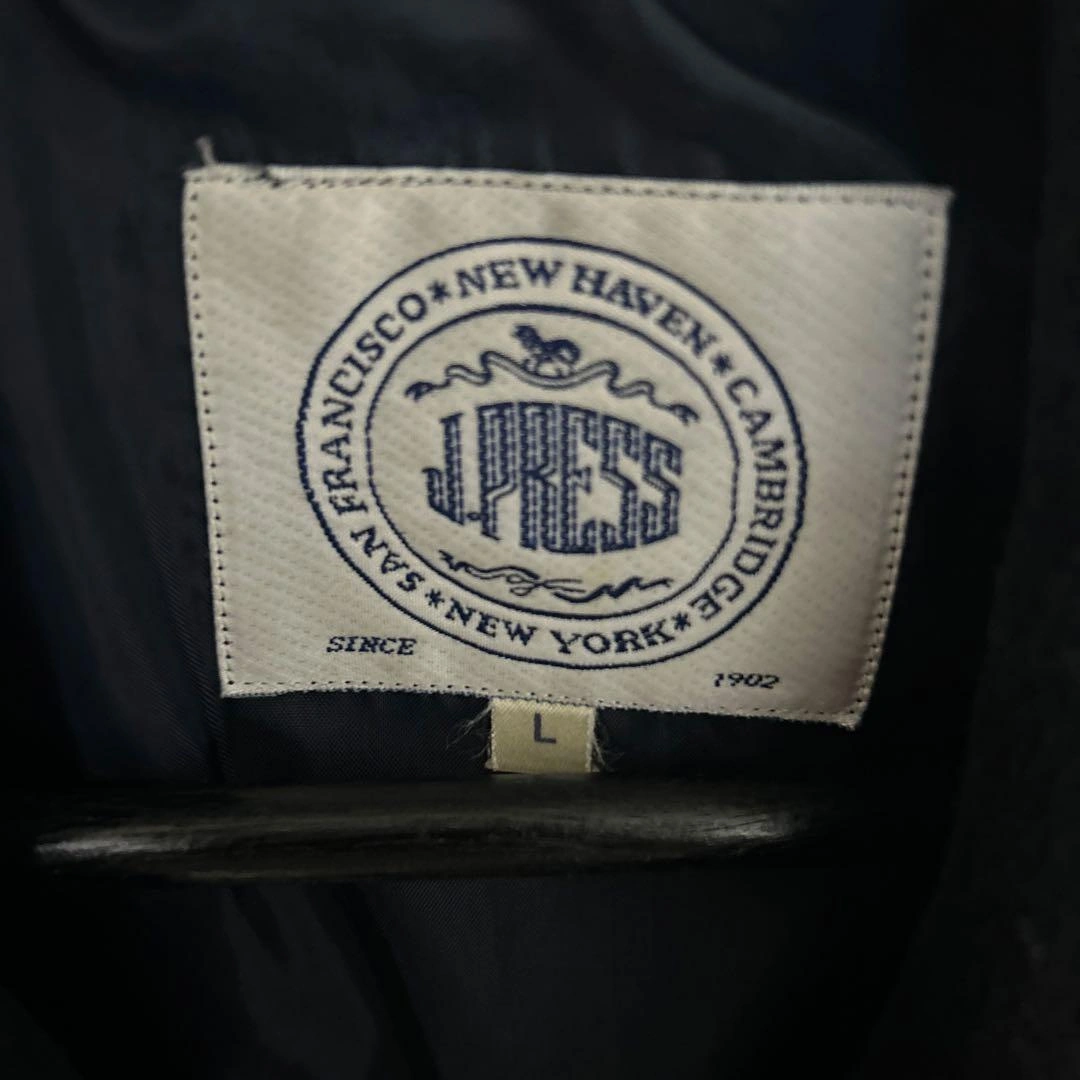 SAN FRANCISCO*NEW HAVEN*CAMBRIDGE*NEW YORK*
J.PRESS
SINCE
1902
L